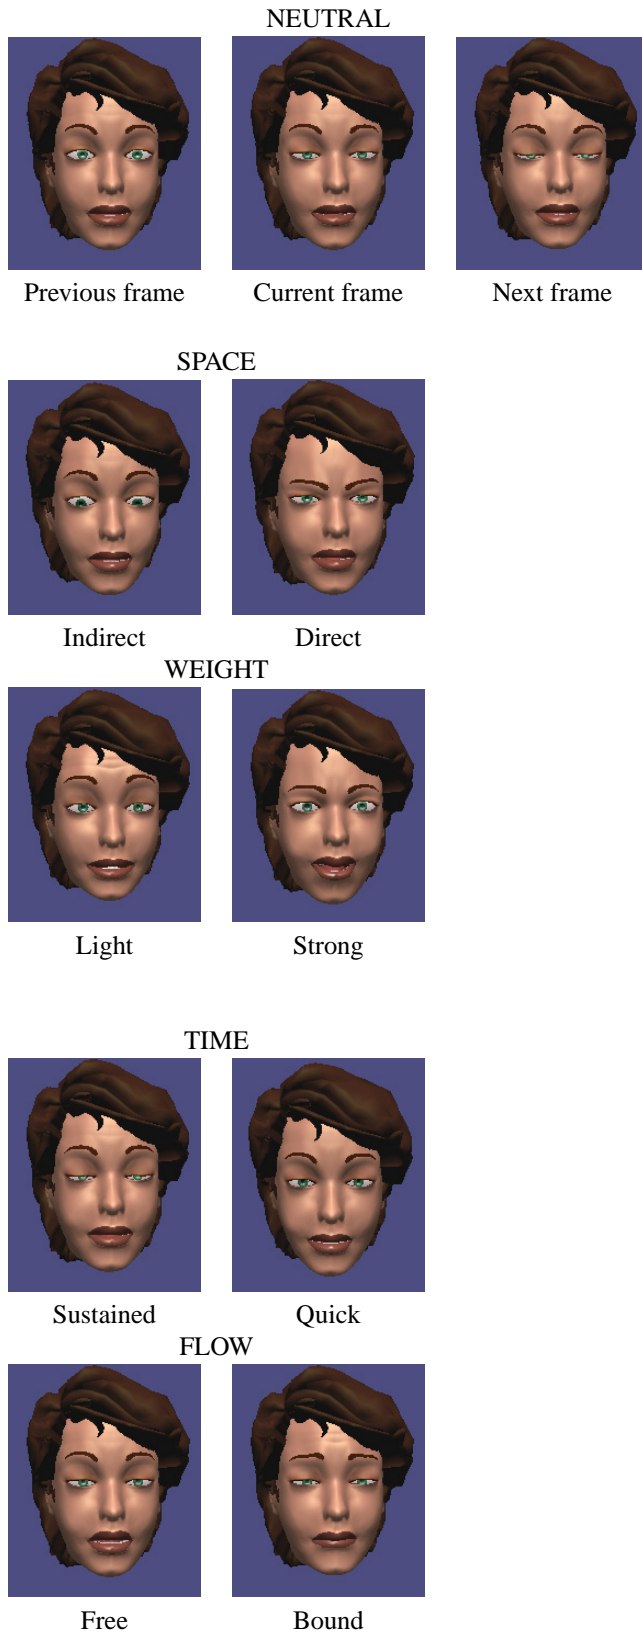 NEUTRAL
Previous frame Current frame Next frame
SPACE
Indirect Direct
WEIGHT
Light Strong
TIME
Sustained Quick
FLOW
Free Bound